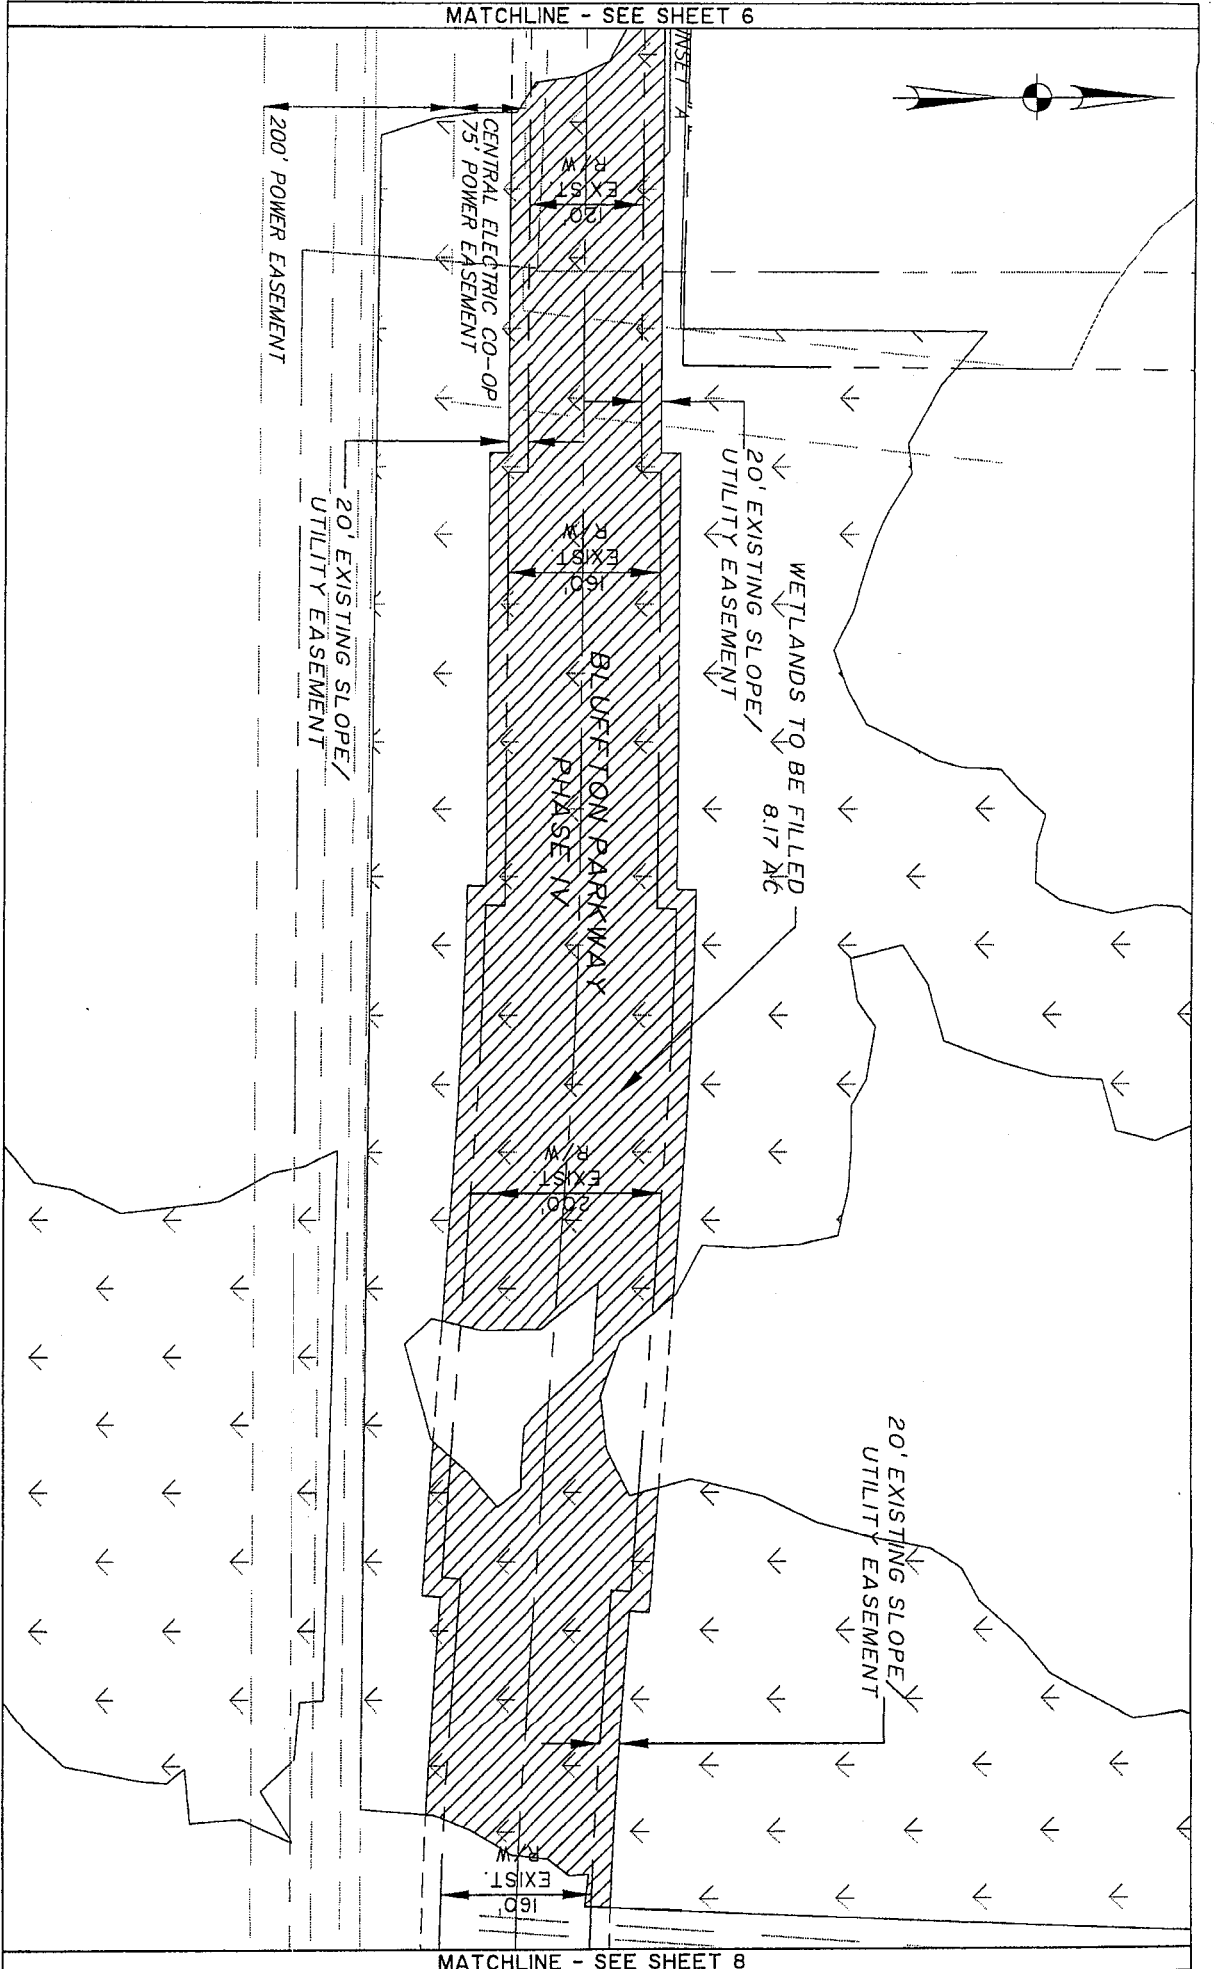 MATCHLINE - SEE SHEET 6
"INSET A"
CENTRAL ELECTRIC CO-OP
75' POWER EASEMENT
200' POWER EASEMENT
120'
EXIST.
R/W
20' EXISTING SLOPE/
UTILITY EASEMENT
20' EXISTING SLOPE/
UTILITY EASEMENT
160'
EXIST.
R/W
WETLANDS TO BE FILLED
8.17 AC
BLUFFTON PARKWAY
PHASE IV
200'
EXIST.
R/W
20' EXISTING SLOPE/
UTILITY EASEMENT
160'
EXIST.
R/W
MATCHLINE - SEE SHEET 8